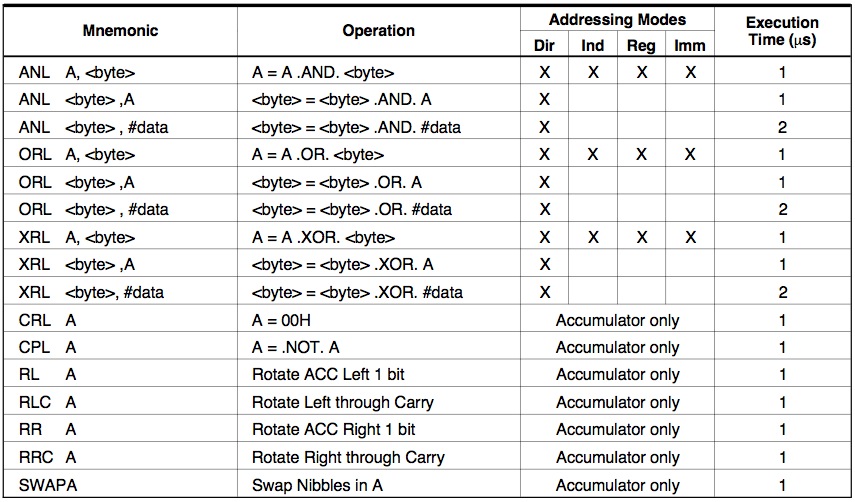 Mnemonic Operation Addressing Modes Execution Time (μs)
Dir Ind Reg Imm
ANL A, <byte> A = A .AND. <byte> X X X X 1
ANL <byte> ,A <byte> = <byte> .AND. A X 1
ANL <byte> , #data <byte> = <byte> .AND. #data X 2
ORL A, <byte> A = A .OR. <byte> X X X X 1
ORL <byte> ,A <byte> = <byte> .OR. A X 1
ORL <byte> , #data <byte> = <byte> .OR. #data X 2
XRL A, <byte> A = A .XOR. <byte> X X X X 1
XRL <byte> ,A <byte> = <byte> .XOR. A X 1
XRL <byte>, #data <byte> = <byte> .XOR. #data X 2
CRL A A = 00H Accumulator only 1
CPL A A = .NOT. A Accumulator only 1
RL A Rotate ACC Left 1 bit Accumulator only 1
RLC A Rotate Left through Carry Accumulator only 1
RR A Rotate ACC Right 1 bit Accumulator only 1
RRC A Rotate Right through Carry Accumulator only 1
SWAPA Swap Nibbles in A Accumulator only 1